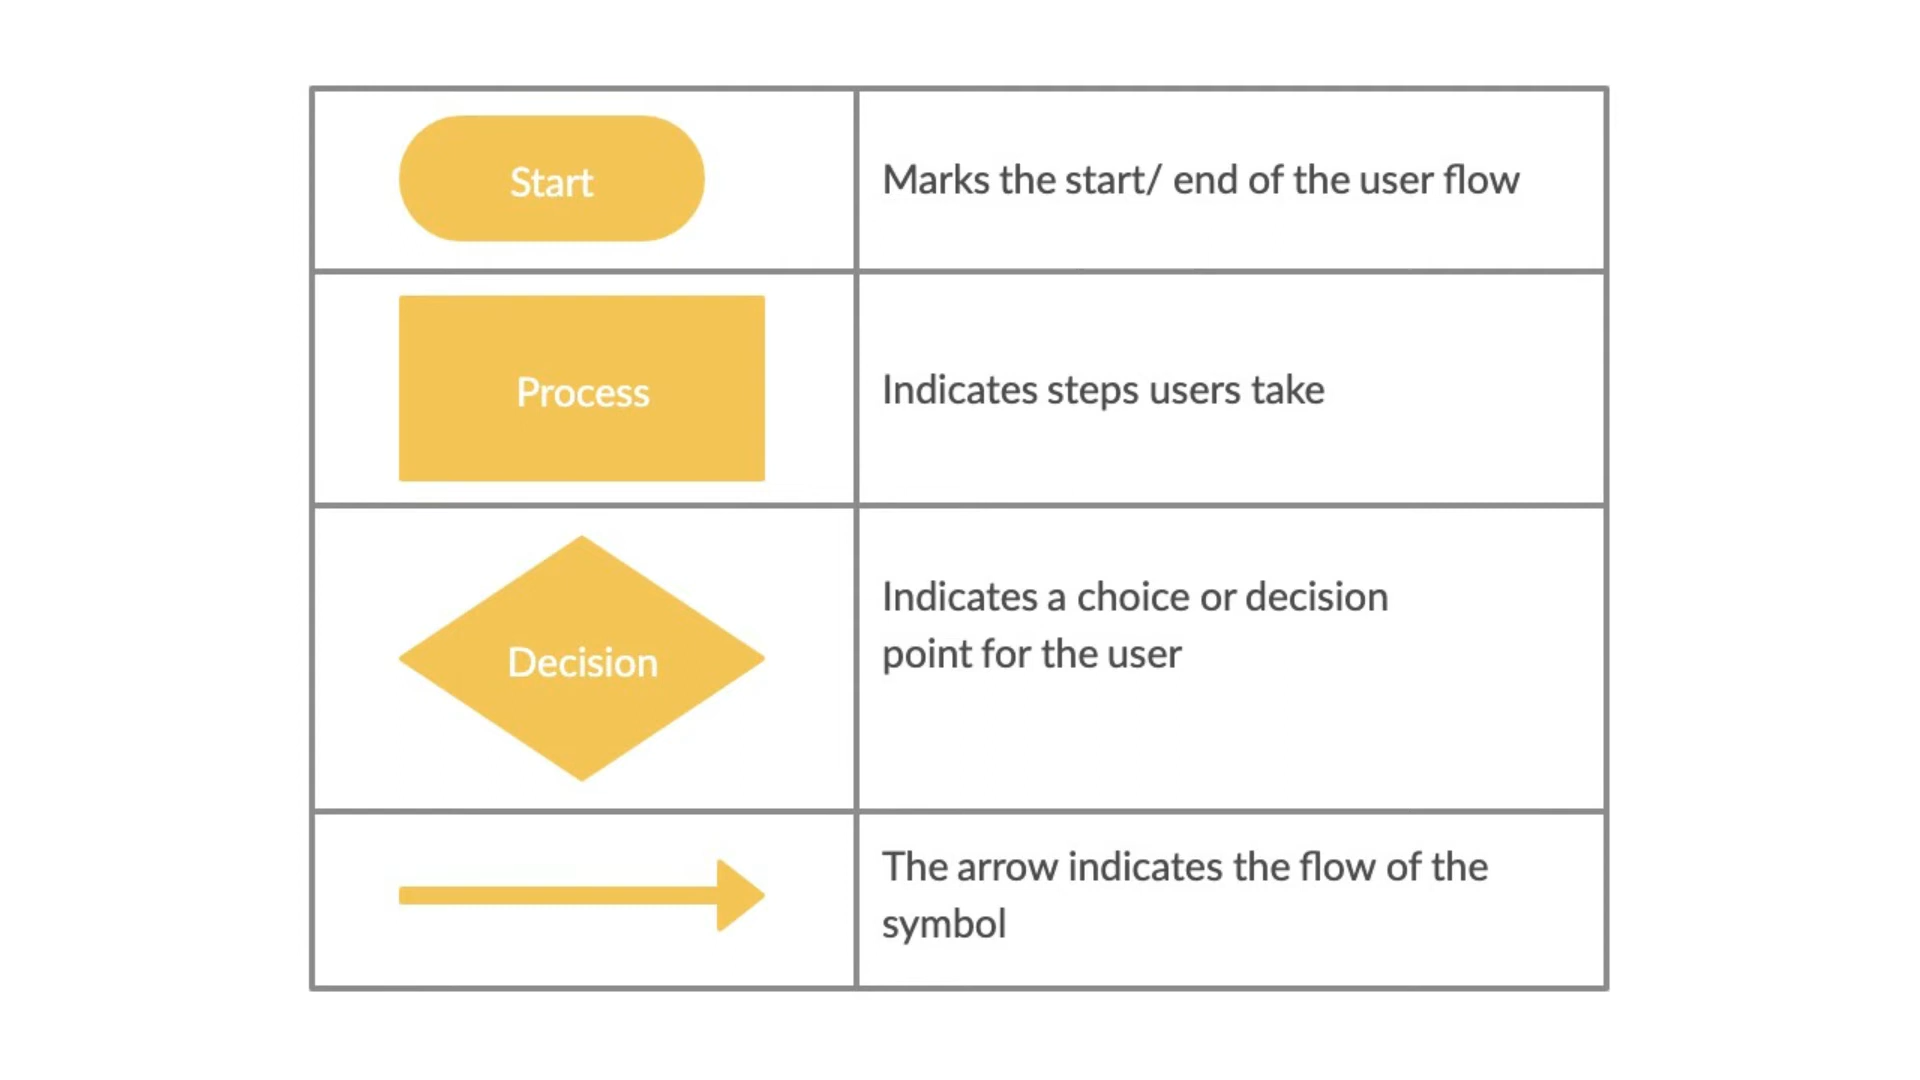 Start
Marks the start/ end of the user flow
Process
Indicates steps users take
Decision
Indicates a choice or decision
point for the user
The arrow indicates the flow of the
symbol